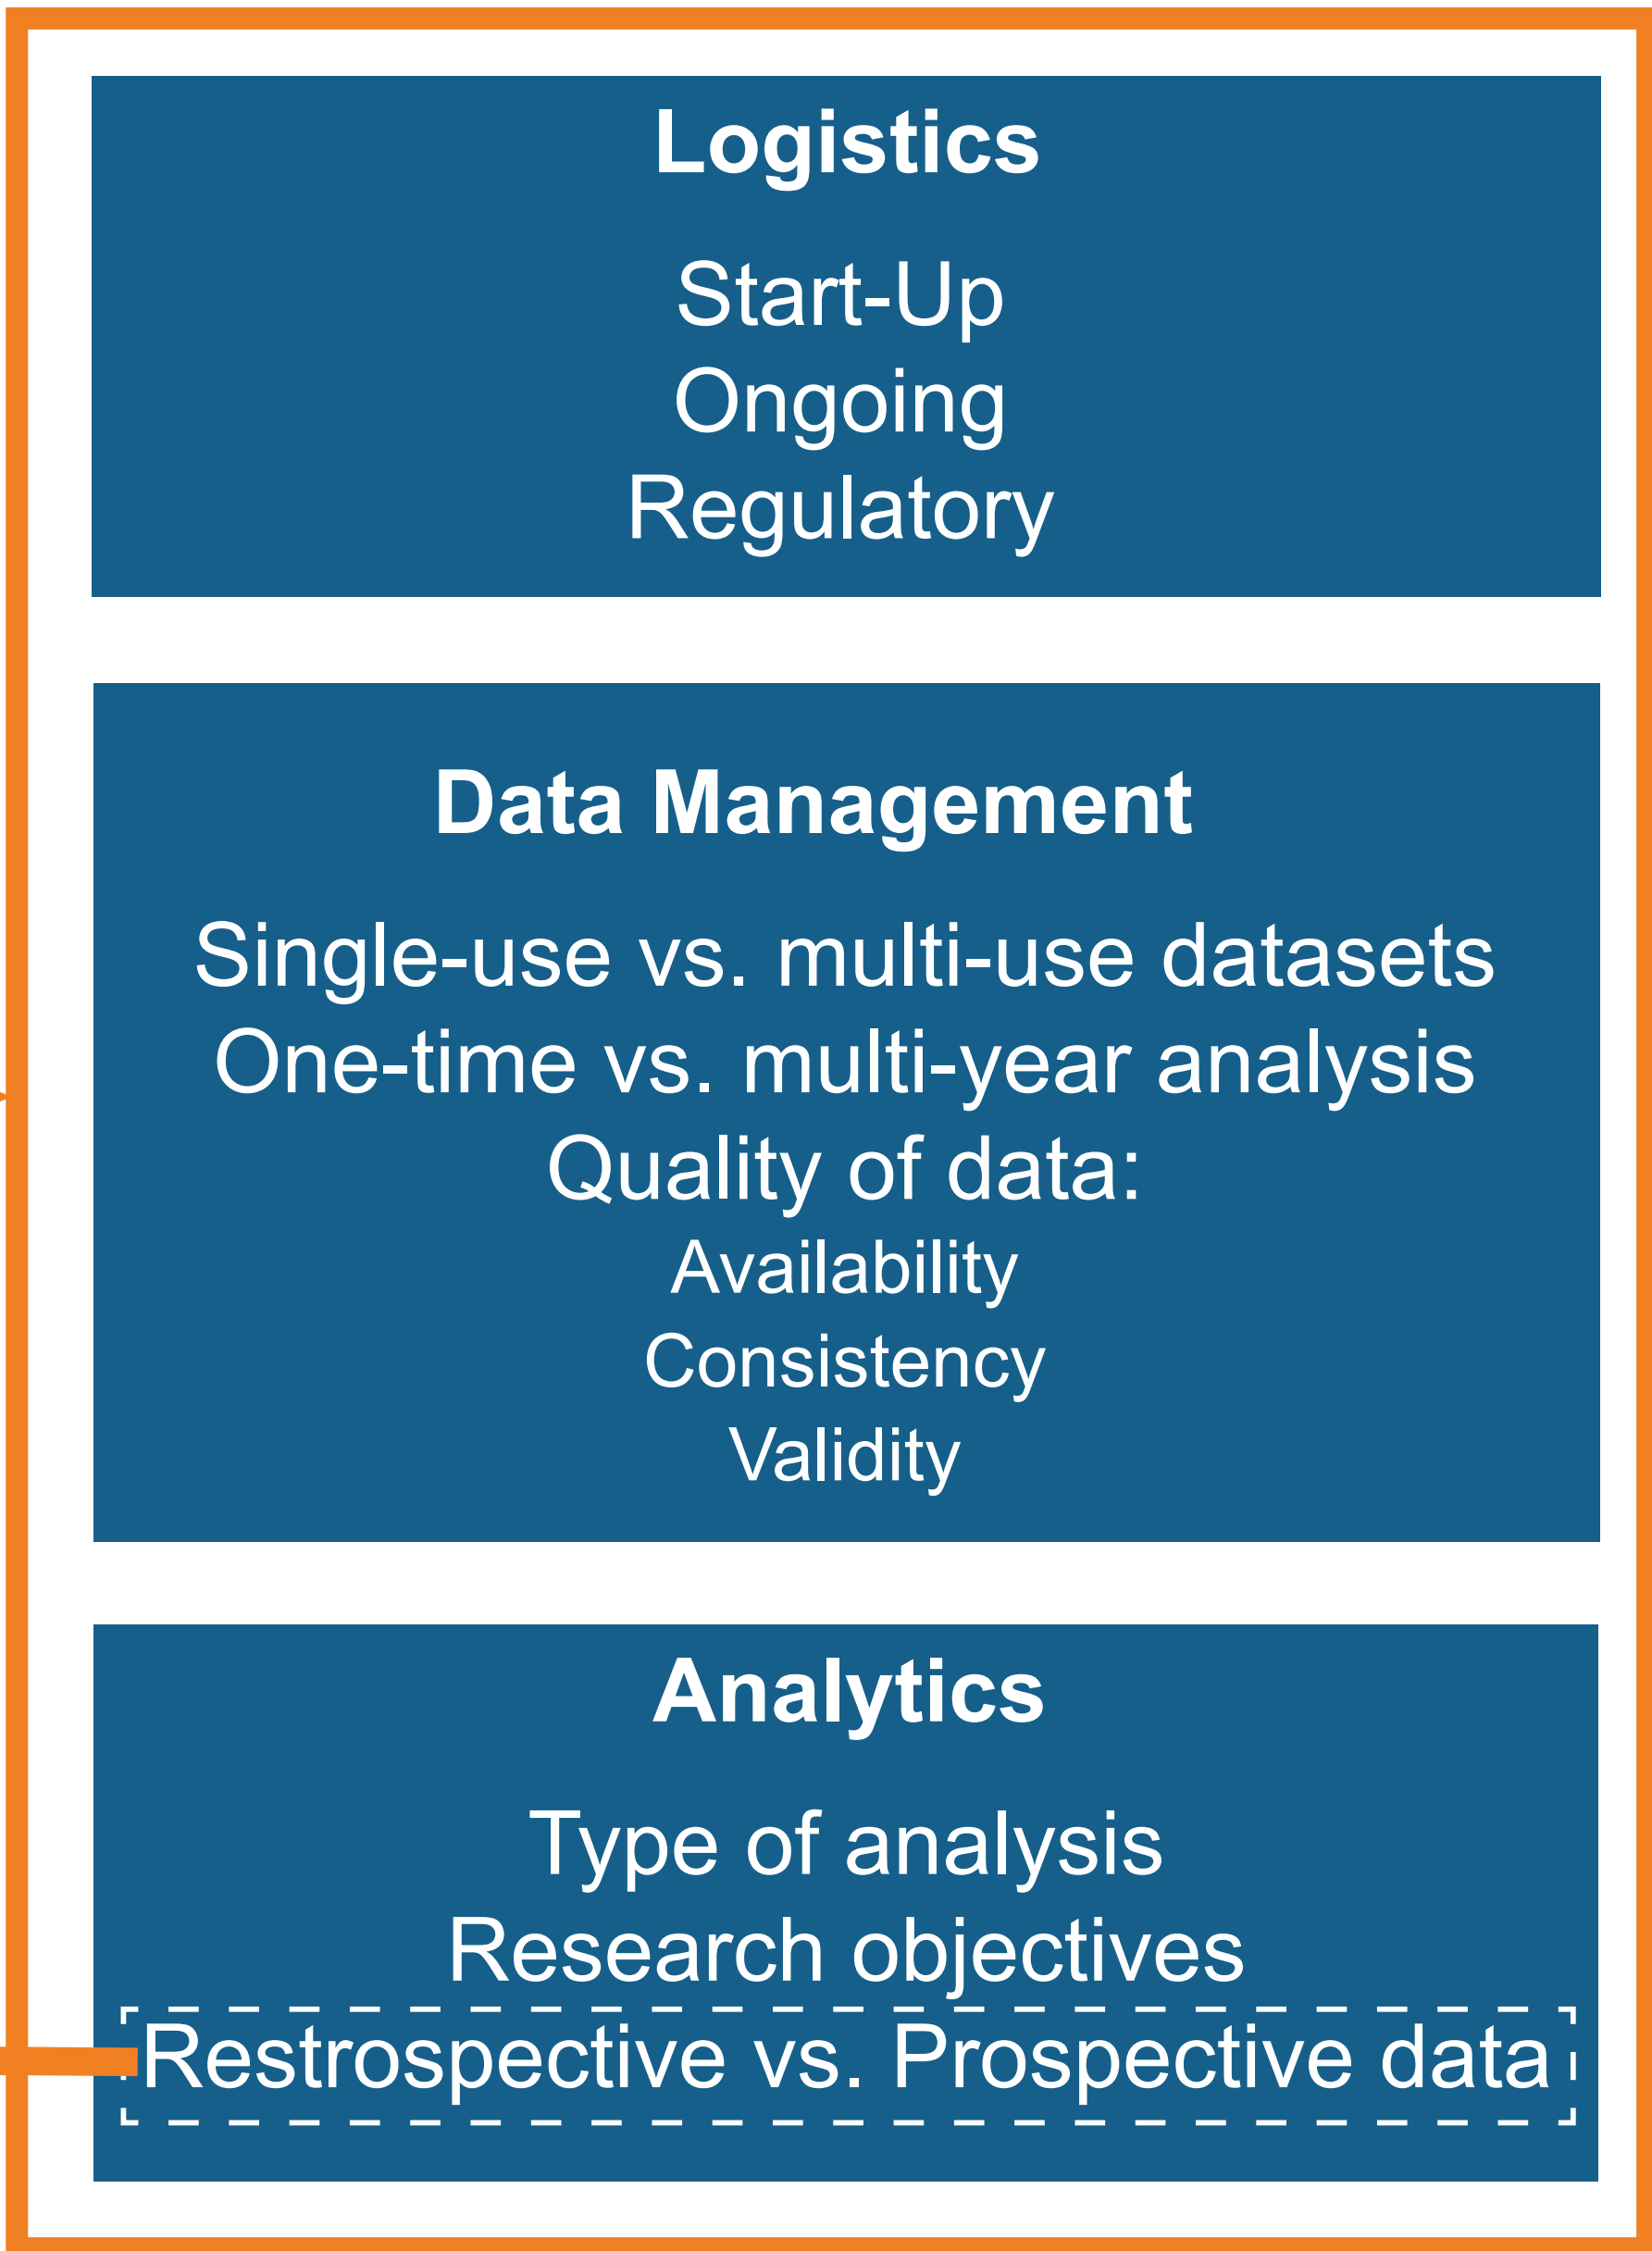 Logistics
Start-Up
Ongoing
Regulatory
Data Management
Single-use vs. multi-use datasets
One-time vs. multi-year analysis
Quality of data:
Availability
Consistency
Validity
Analytics
Type of analysis
Research objectives
Restrospective vs. Prospective data